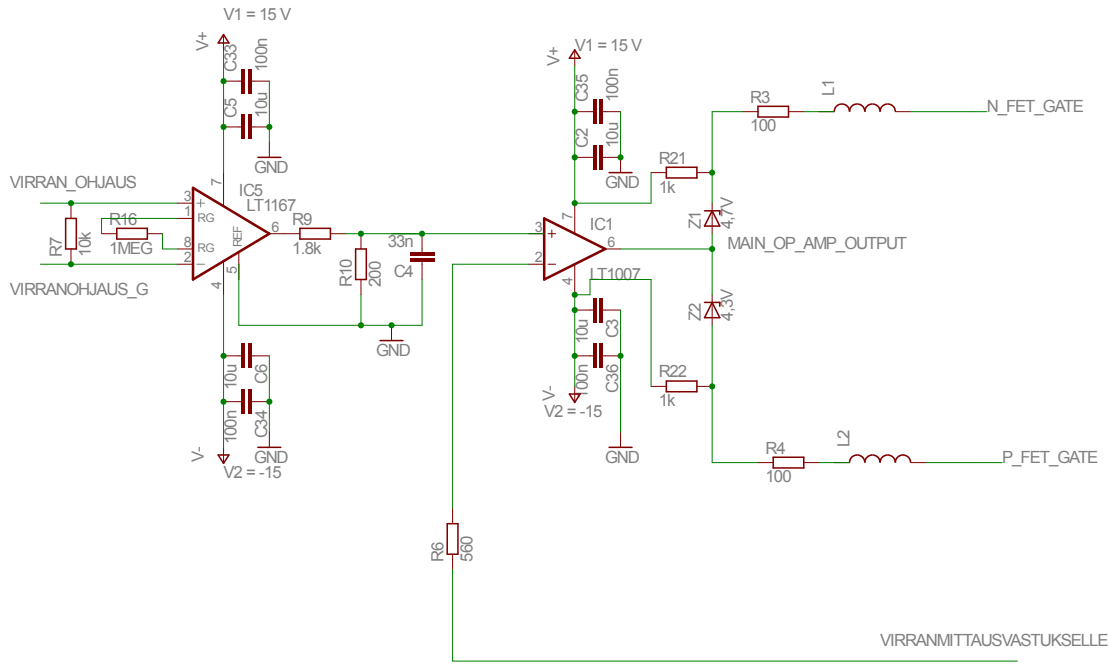 V1 = 15 V
V+
C33
100n
C5
10u
GND
VIRRAN_OHJAUS
7
IC5
LT1167
3
+
1
RG
R16
1MEG
R7
10k
8
RG
REF
6
2
−
5
4
VIRRANOHJAUS_G
R9
1.8k
R10
200
33n
C4
GND
10u
C6
100n
C34
V-
GND
V2 = -15
V1 = 15 V
V+
C35
100n
C2
10u
GND
7
IC1
3
+
6
2
−
4
LT1007
10u
C3
100n
C36
V-
V2 = -15
GND
R21
1k
R3
100
L1
N_FET_GATE
Z1
4,7V
MAIN_OP_AMP_OUTPUT
Z2
4,3V
R22
1k
R4
100
L2
P_FET_GATE
R6
560
VIRRANMITTAUSVASTUKSELLE